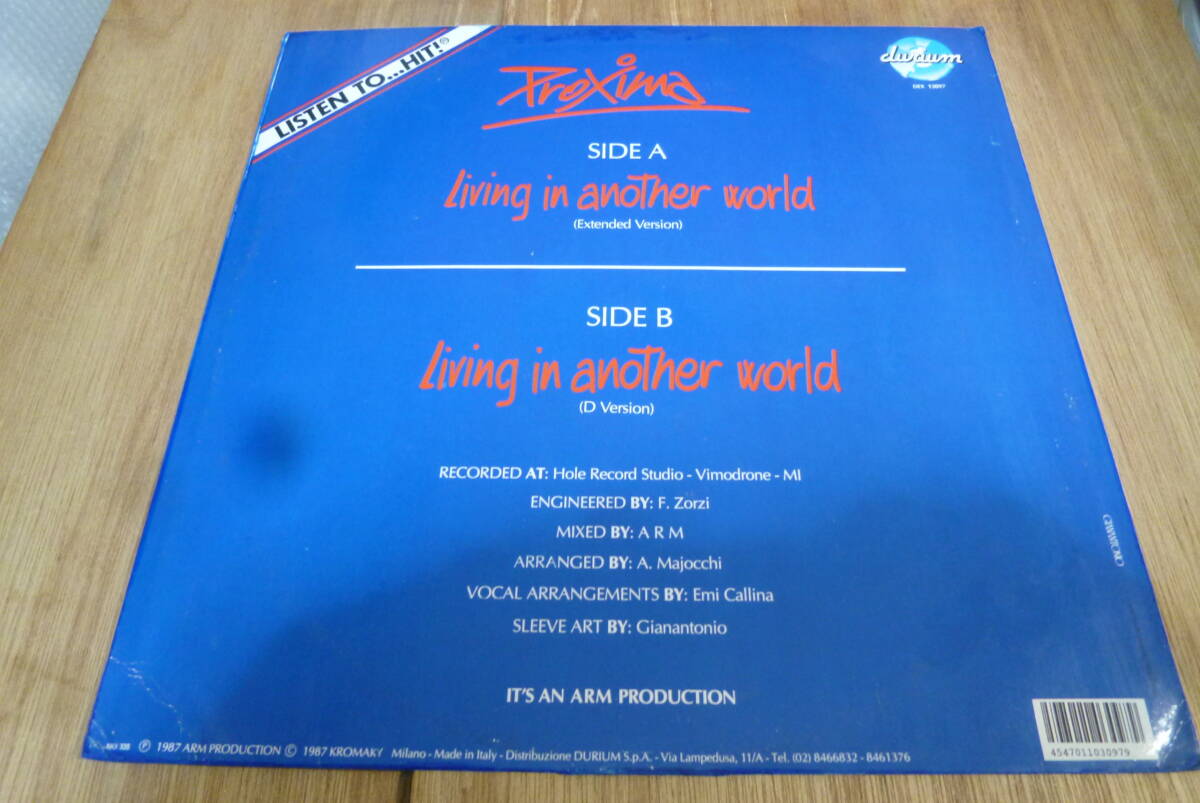 LISTEN TO...HIT!®
Proxima
durium
DEX 13097
SIDE A
Living in another world
(Extended Version)
SIDE B
Living in another world
(D Version)
RECORDED AT: Hole Record Studio - Vimodrone - MI
ENGINEERED BY: F. Zorzi
MIXED BY: A R M
ARRANGED BY: A. Majocchi
VOCAL ARRANGEMENTS BY: Emi Callina
SLEEVE ART BY: Gianantonio
IT'S AN ARM PRODUCTION
℗ 1987 ARM PRODUCTION © 1987 KROMAKY Milano - Made in Italy - Distribuzione DURIUM S.p.A. - Via Lampedusa, 11/A - Tel. (02) 8466832 - 8461376
4547011030979